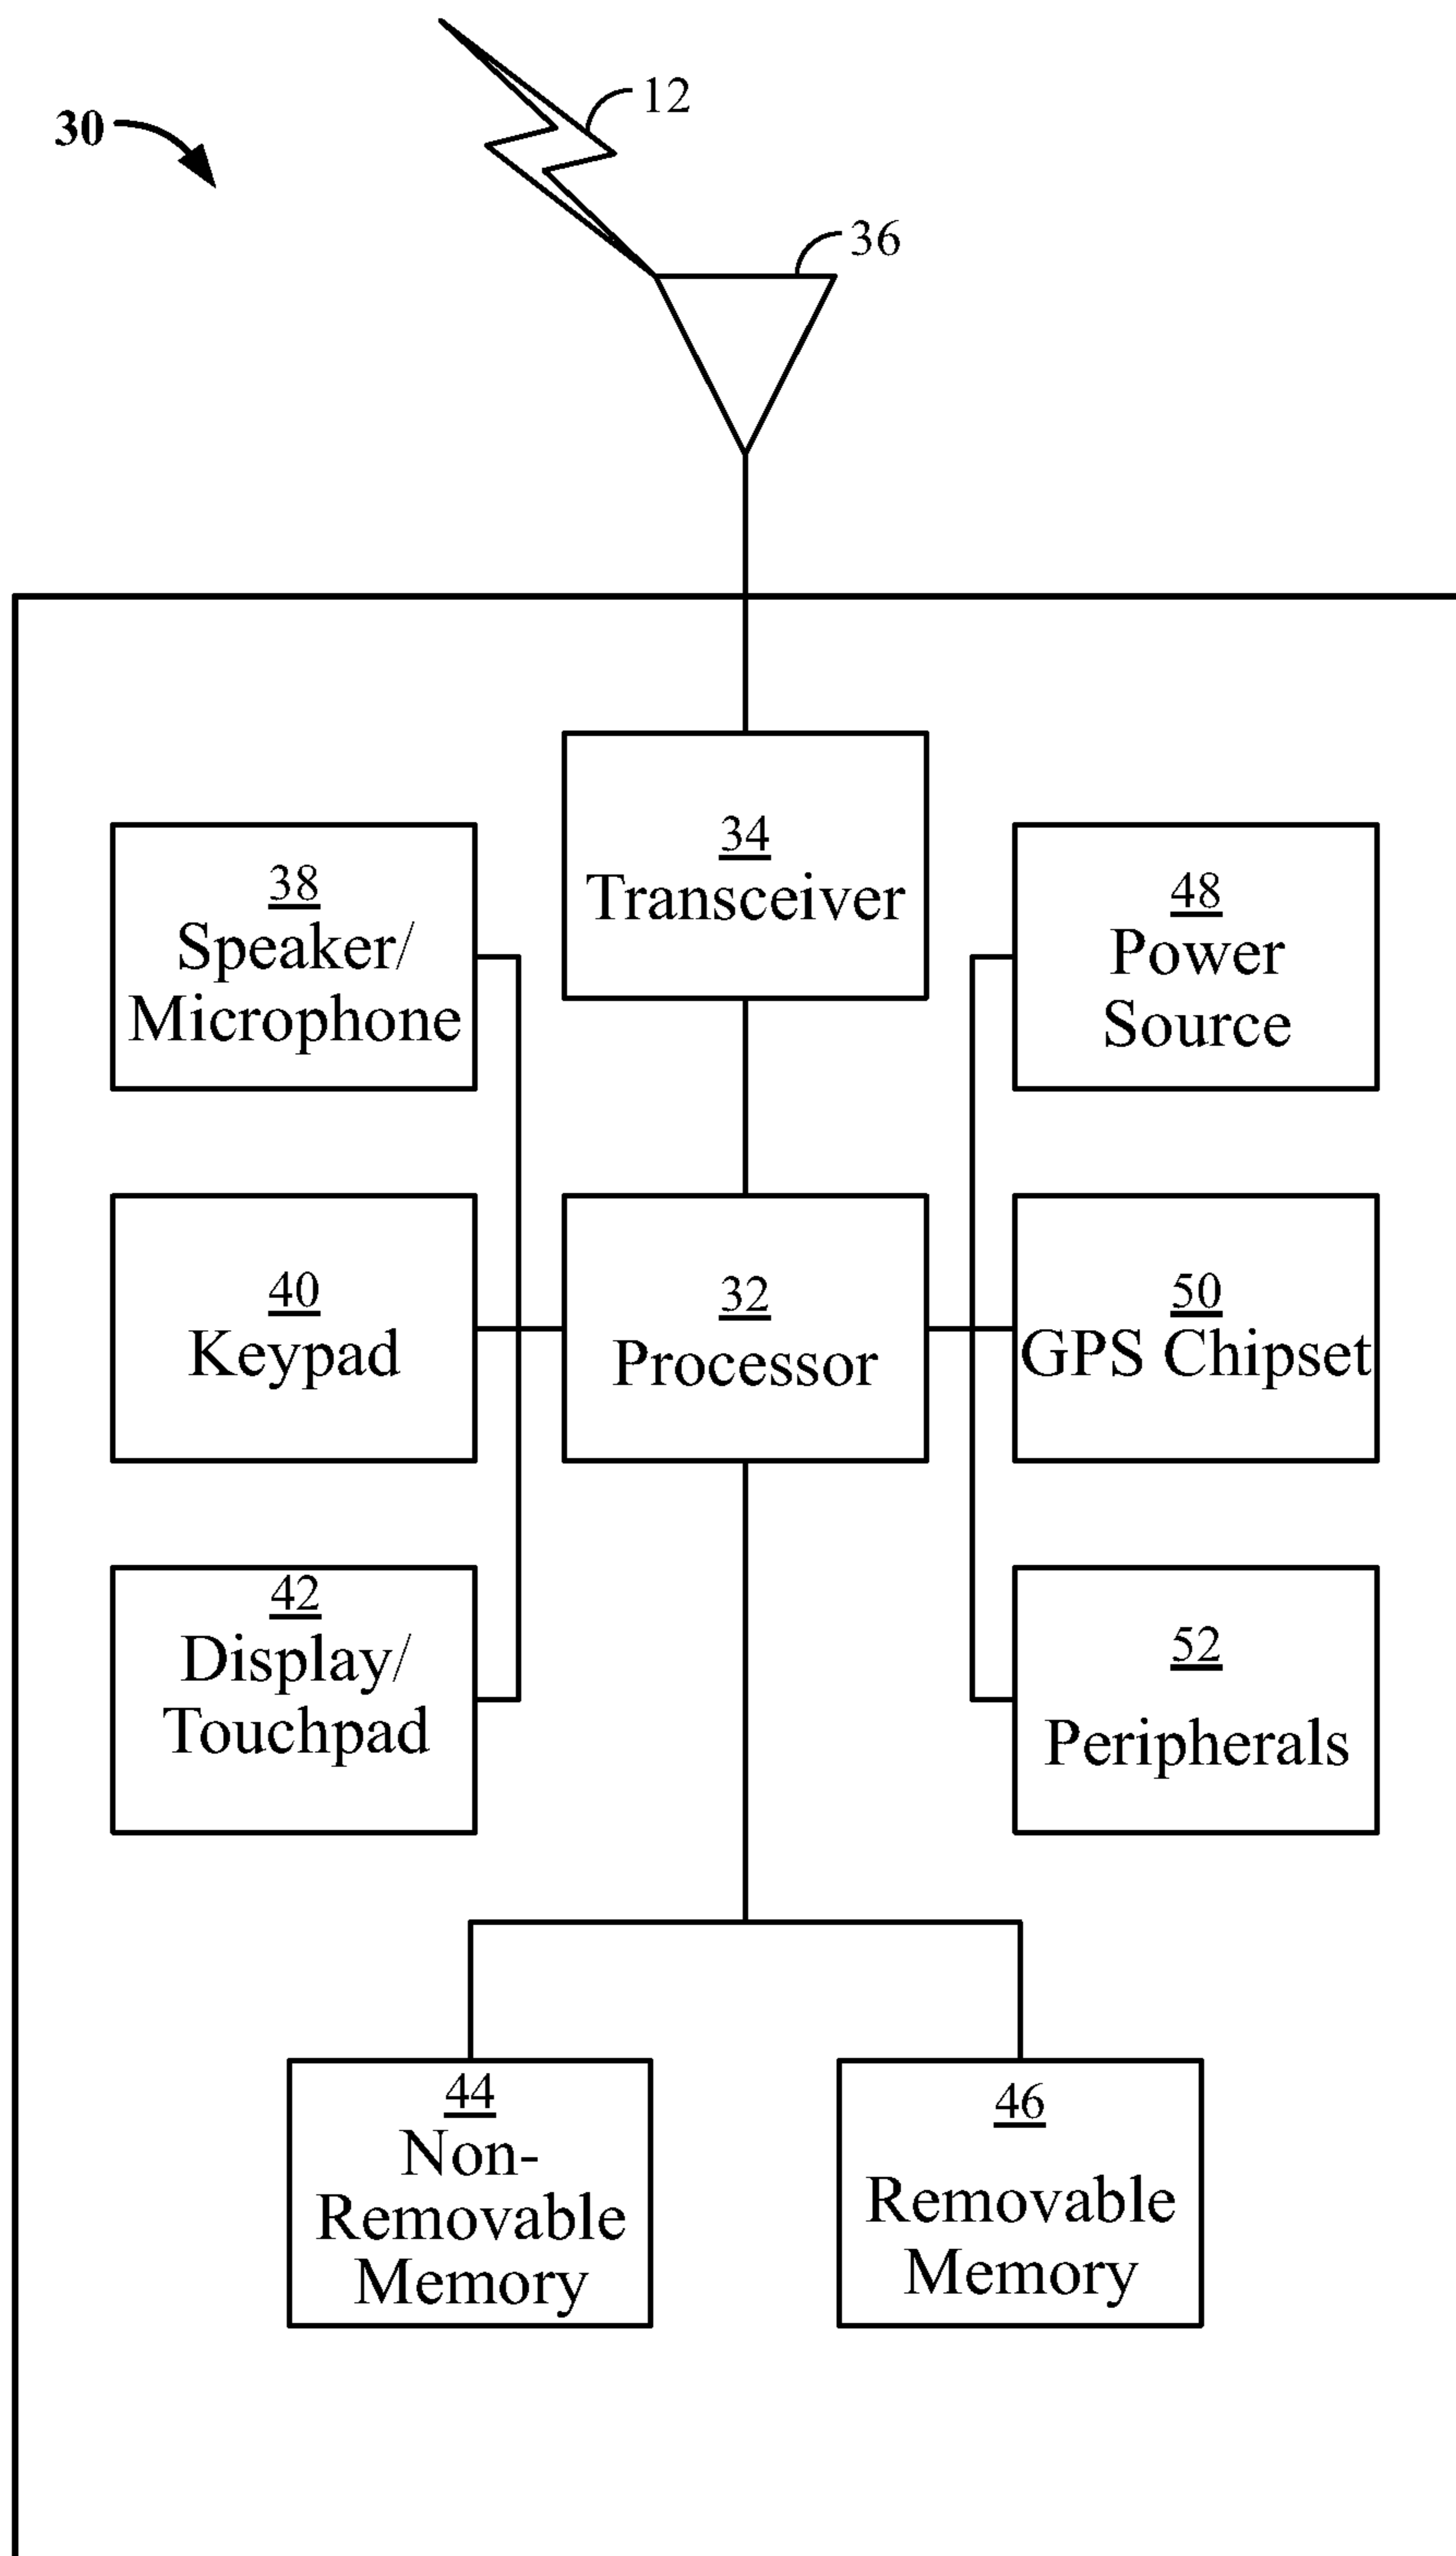 30
12
36
34
Transceiver
38
Speaker/
Microphone
48
Power
Source
40
Keypad
32
Processor
50
GPS Chipset
42
Display/
Touchpad
52
Peripherals
44
Non-
Removable
Memory
46
Removable
Memory